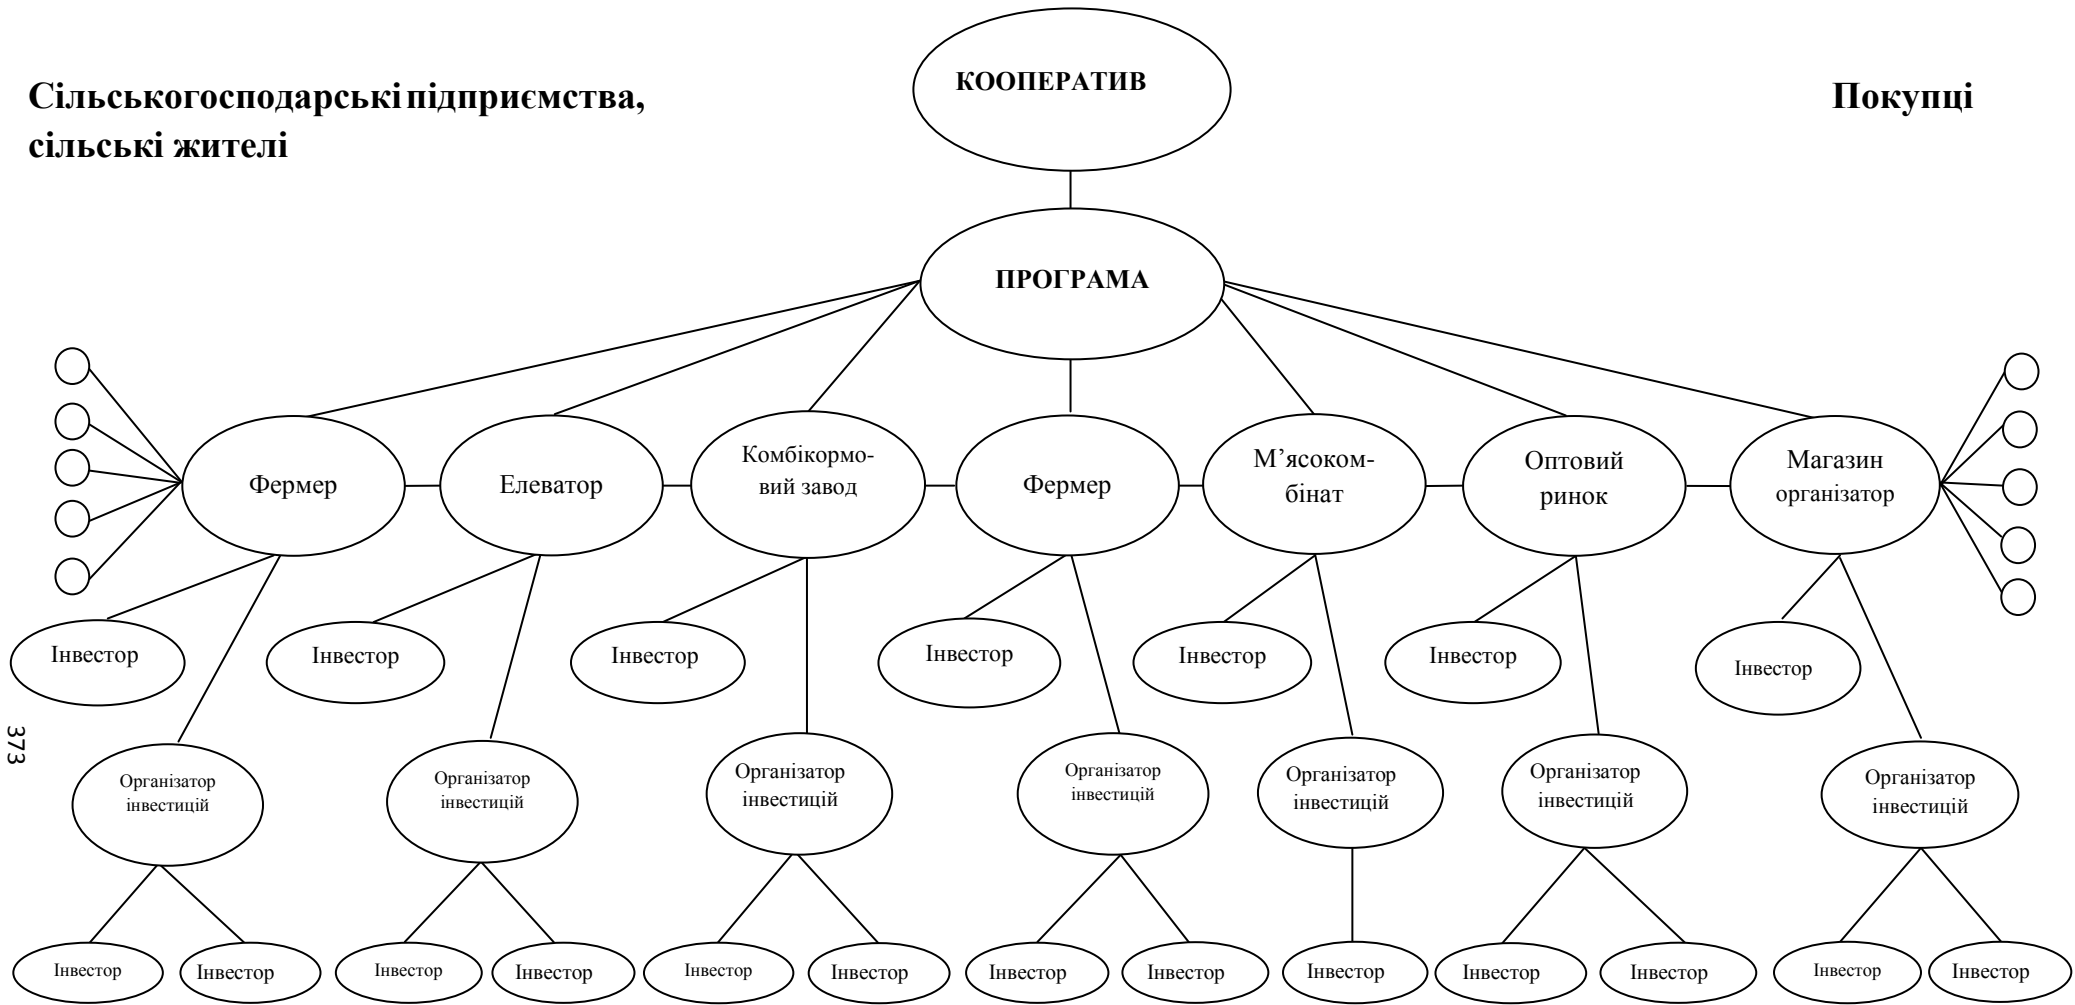 КООПЕРАТИВ
Сільськогосподарські підприємства,
сільські жителі
Покупці
ПРОГРАМА
Фермер
Елеватор
Комбікормо-
вий завод
Фермер
М’ясоком-
бінат
Оптовий
ринок
Магазин
організатор
Інвестор
Інвестор
Інвестор
Інвестор
Інвестор
Інвестор
Інвестор
373
Організатор
інвестицій
Організатор
інвестицій
Організатор
інвестицій
Організатор
інвестицій
Організатор
інвестицій
Організатор
інвестицій
Організатор
інвестицій
Інвестор
Інвестор
Інвестор
Інвестор
Інвестор
Інвестор
Інвестор
Інвестор
Інвестор
Інвестор
Інвестор
Інвестор
Інвестор